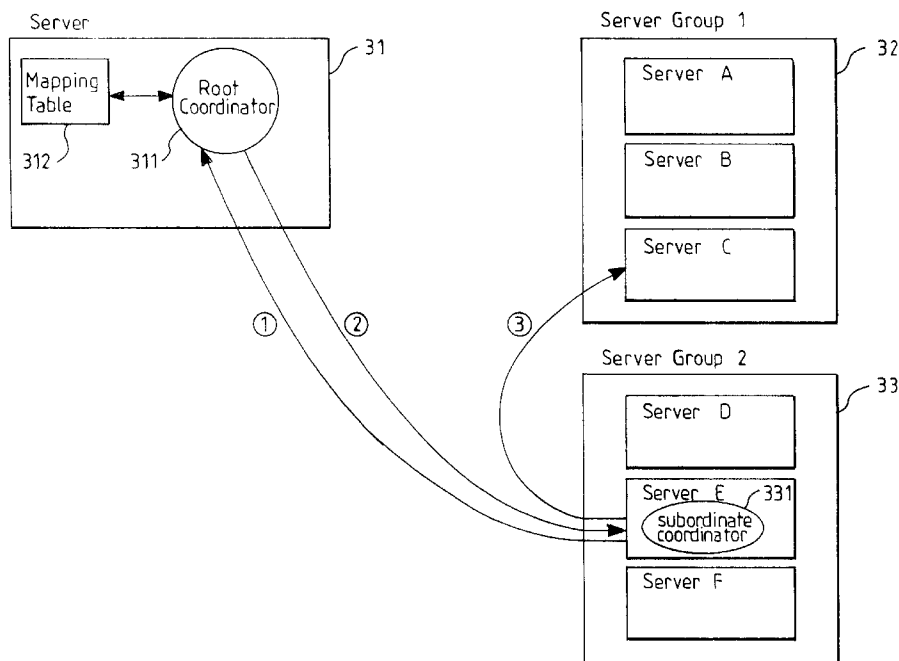 Server
31
Mapping
Table
312
Root
Coordinator
311
①
②
③
Server Group 1
32
Server A
Server B
Server C
Server Group 2
33
Server D
Server E
331
subordinate
coordinator
Server F